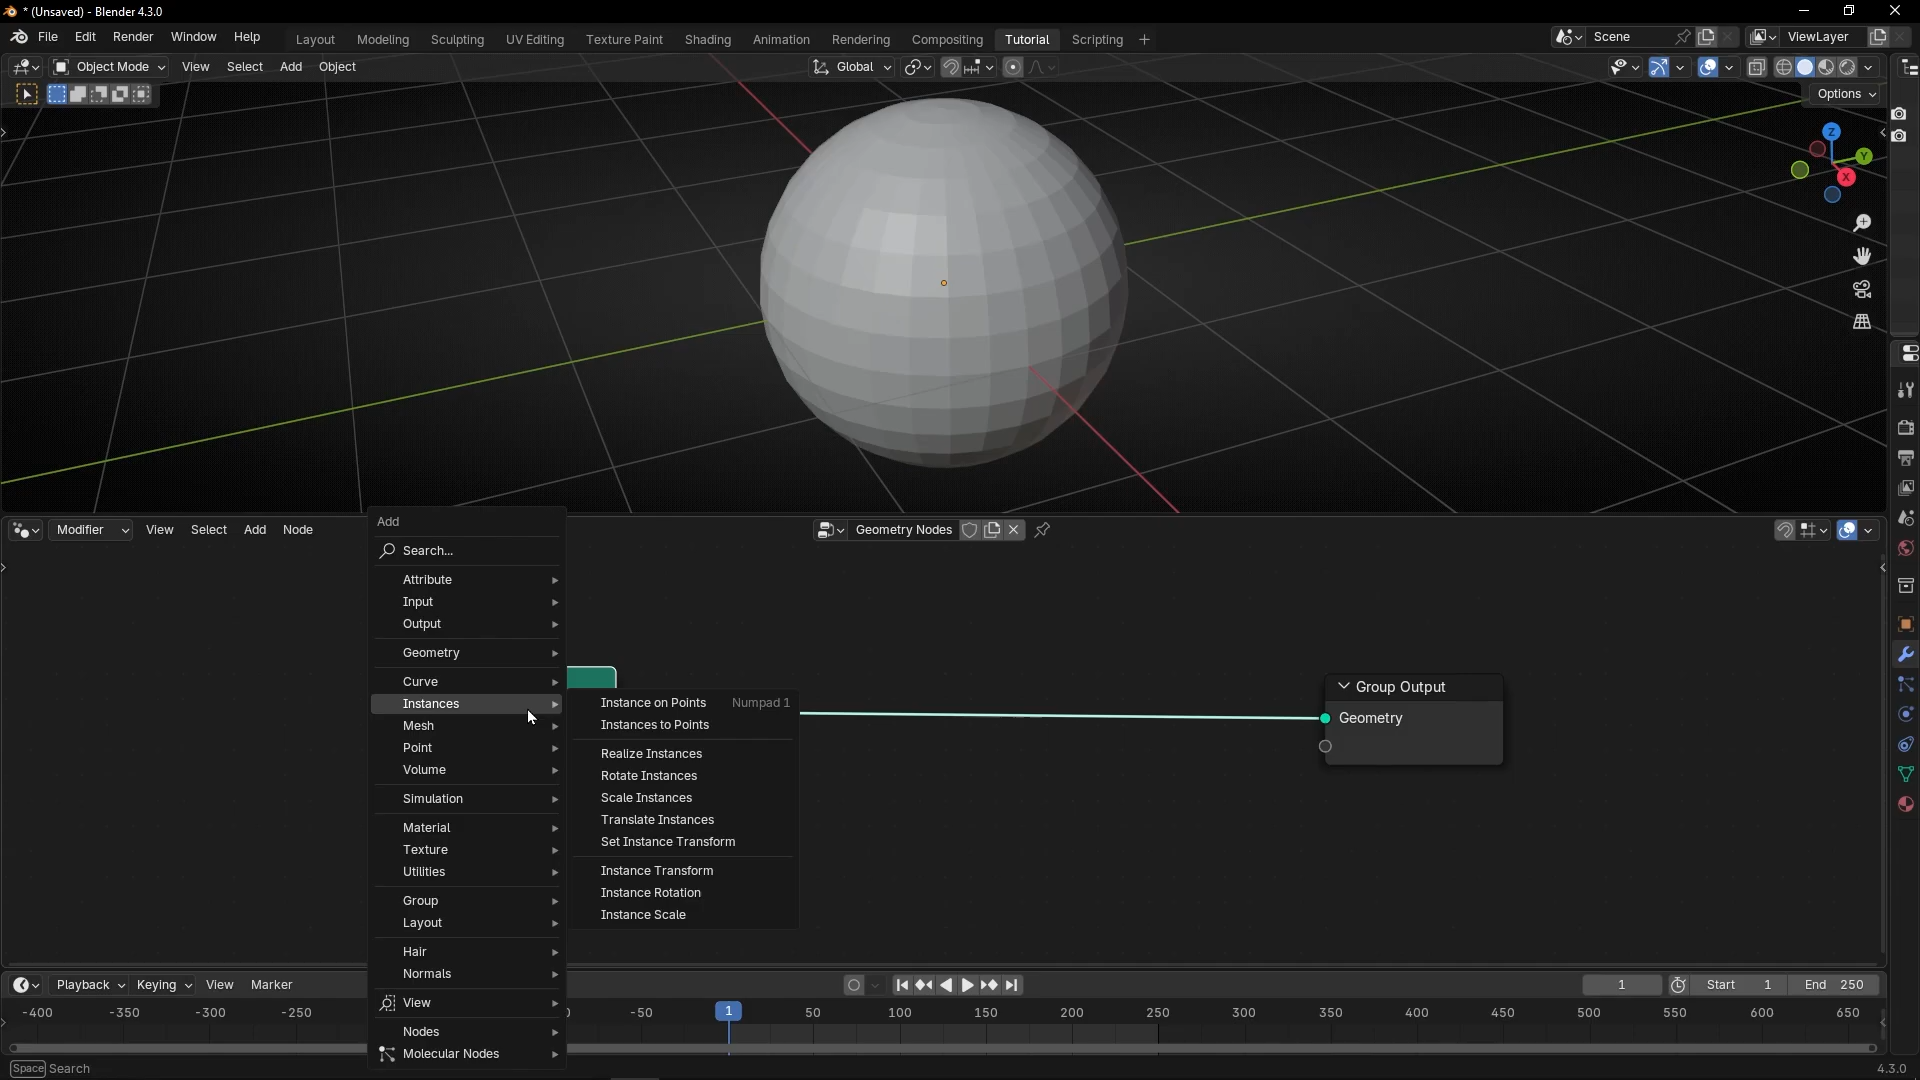 * (Unsaved) - Blender 4.3.0
File Edit Render Window Help
Layout Modeling Sculpting UV Editing Texture Paint Shading Animation Rendering Compositing Tutorial Scripting +
Scene
ViewLayer
Object Mode View Select Add Object
Global
Options
Z
Y
X
Modifier View Select Add Node
Geometry Nodes
Add
Search...
Attribute
Input
Output
Geometry
Curve
Instances
Mesh
Point
Volume
Simulation
Material
Texture
Utilities
Group
Layout
Hair
Normals
View
Nodes
Molecular Nodes
Instance on Points Numpad 1
Instances to Points
Realize Instances
Rotate Instances
Scale Instances
Translate Instances
Set Instance Transform
Instance Transform
Instance Rotation
Instance Scale
Group Output
Geometry
Playback Keying View Marker
1
Start 1
End 250
-400 -350 -300 -250 0 -50 1 50 100 150 200 250 300 350 400 450 500 550 600 650
Space Search
4.3.0